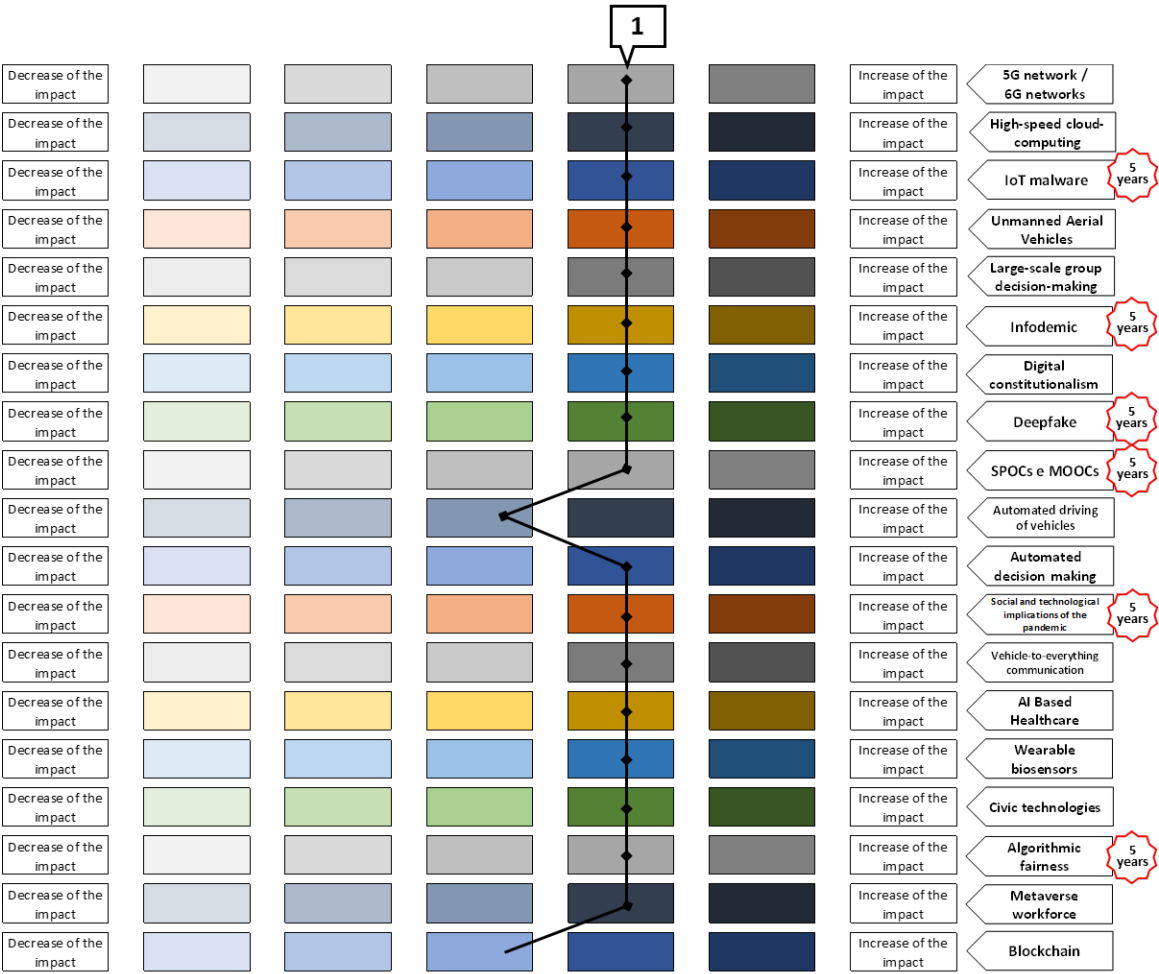 1
Decrease of the
impact
Increase of the
impact
5G network /
6G networks
Decrease of the
impact
Increase of the
impact
High-speed cloud-
computing
Decrease of the
impact
Increase of the
impact
IoT malware
5
years
Decrease of the
impact
Increase of the
impact
Unmanned Aerial
Vehicles
Decrease of the
impact
Increase of the
impact
Large-scale group
decision-making
Decrease of the
impact
Increase of the
impact
Infodemic
5
years
Decrease of the
impact
Increase of the
impact
Digital
constitutionalism
Decrease of the
impact
Increase of the
impact
Deepfake
5
years
Decrease of the
impact
Increase of the
impact
SPOCs e MOOCs
5
years
Decrease of the
impact
Increase of the
impact
Automated driving
of vehicles
Decrease of the
impact
Increase of the
impact
Automated
decision making
Decrease of the
impact
Increase of the
impact
Social and technological
implications of the
pandemic
5
years
Decrease of the
impact
Increase of the
impact
Vehicle-to-everything
communication
Decrease of the
impact
Increase of the
impact
AI Based
Healthcare
Decrease of the
impact
Increase of the
impact
Wearable
biosensors
Decrease of the
impact
Increase of the
impact
Civic technologies
Decrease of the
impact
Increase of the
impact
Algorithmic
fairness
5
years
Decrease of the
impact
Increase of the
impact
Metaverse
workforce
Decrease of the
impact
Increase of the
impact
Blockchain